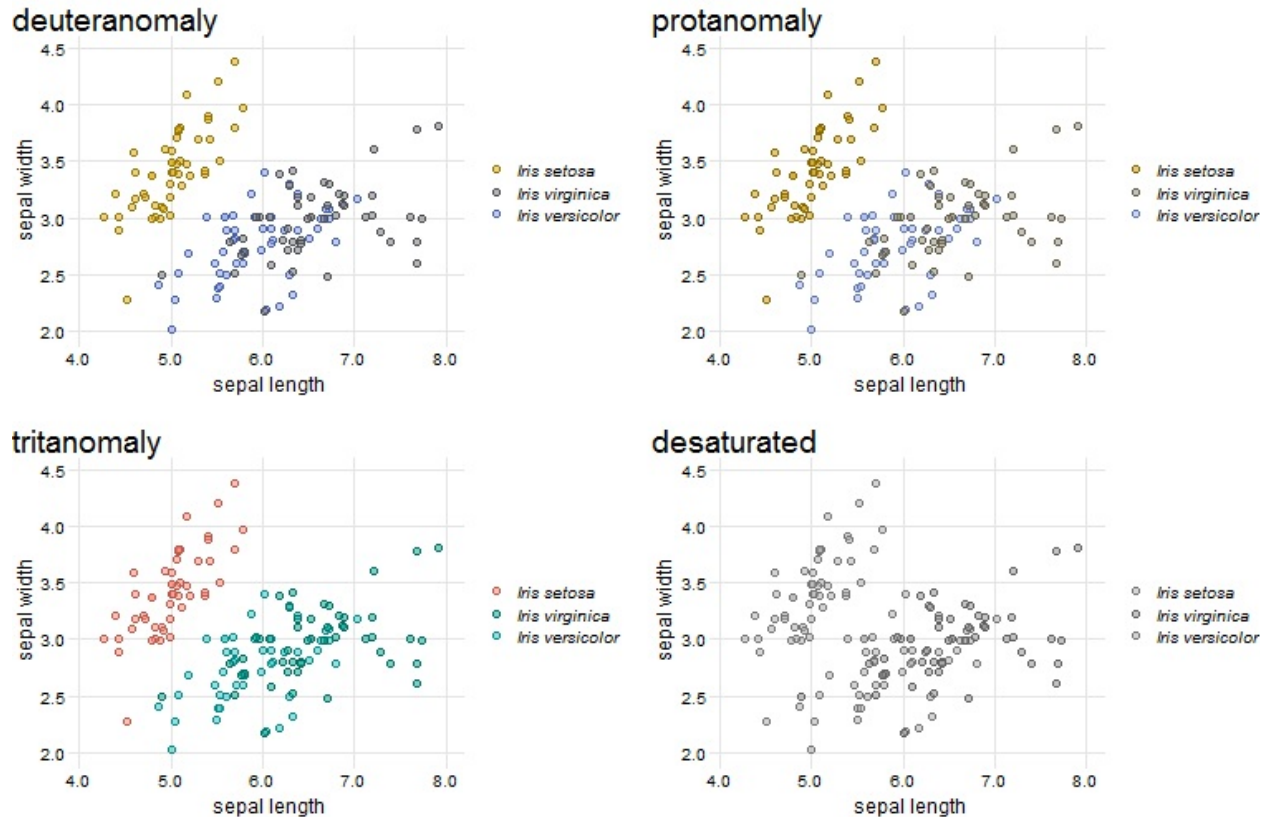 deuteranomaly
4.5
4.0
3.5
3.0
2.5
2.0
sepal width
4.0 5.0 6.0 7.0 8.0
sepal length
Iris setosa
Iris virginica
Iris versicolor
protanomaly
4.5
4.0
3.5
3.0
2.5
2.0
sepal width
4.0 5.0 6.0 7.0 8.0
sepal length
Iris setosa
Iris virginica
Iris versicolor
tritanomaly
4.5
4.0
3.5
3.0
2.5
2.0
sepal width
4.0 5.0 6.0 7.0 8.0
sepal length
Iris setosa
Iris virginica
Iris versicolor
desaturated
4.5
4.0
3.5
3.0
2.5
2.0
sepal width
4.0 5.0 6.0 7.0 8.0
sepal length
Iris setosa
Iris virginica
Iris versicolor